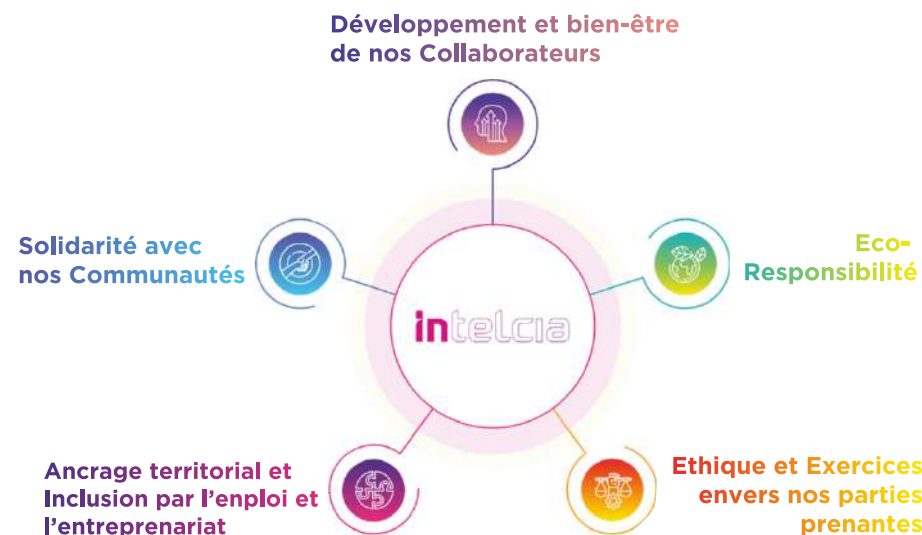 Développement et bien-être
de nos Collaborateurs
Solidarité avec
nos Communautés
Eco-
Responsibilité
intelcia
Ancrage territorial et
Inclusion par l'enploi et
l'entreprenariat
Ethique et Exercices
envers nos parties
prenantes